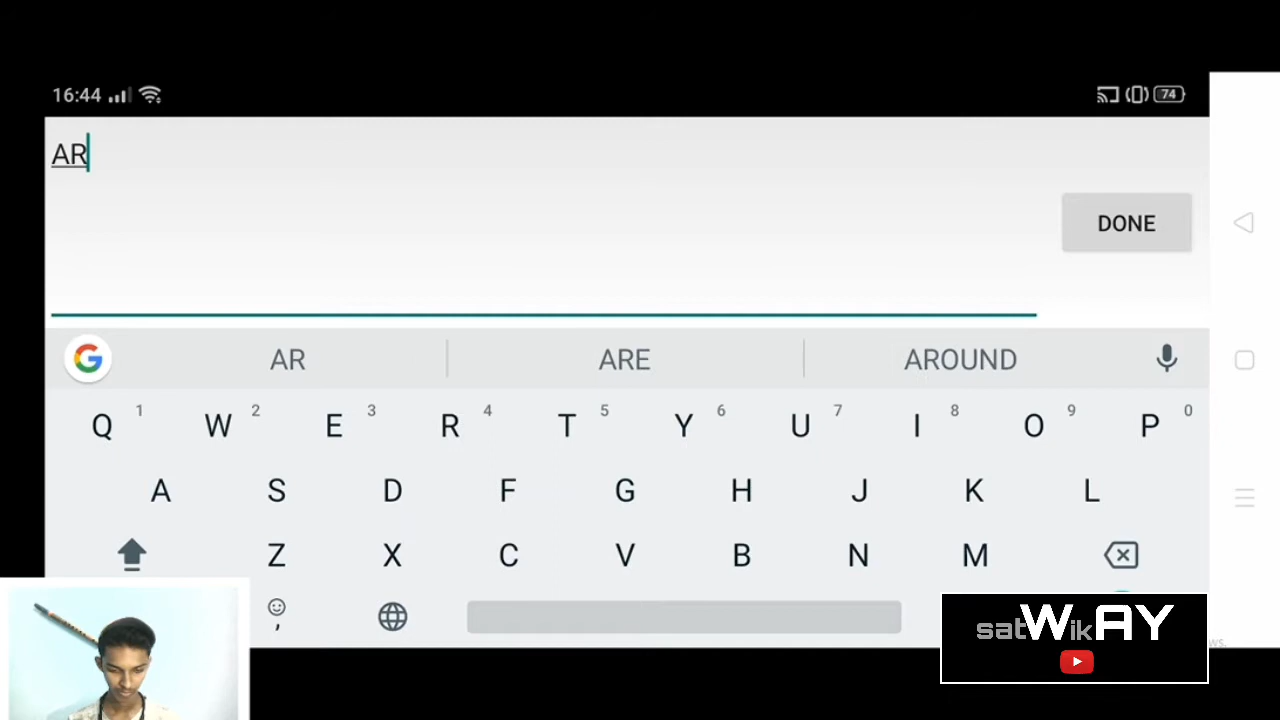 16:44
74
AR
DONE
G AR ARE AROUND
1 2 3 4 5 6 7 8 9 0
Q W E R T Y U I O P
A S D F G H J K L
Z X C V B N M
,
satWikAY
ws.